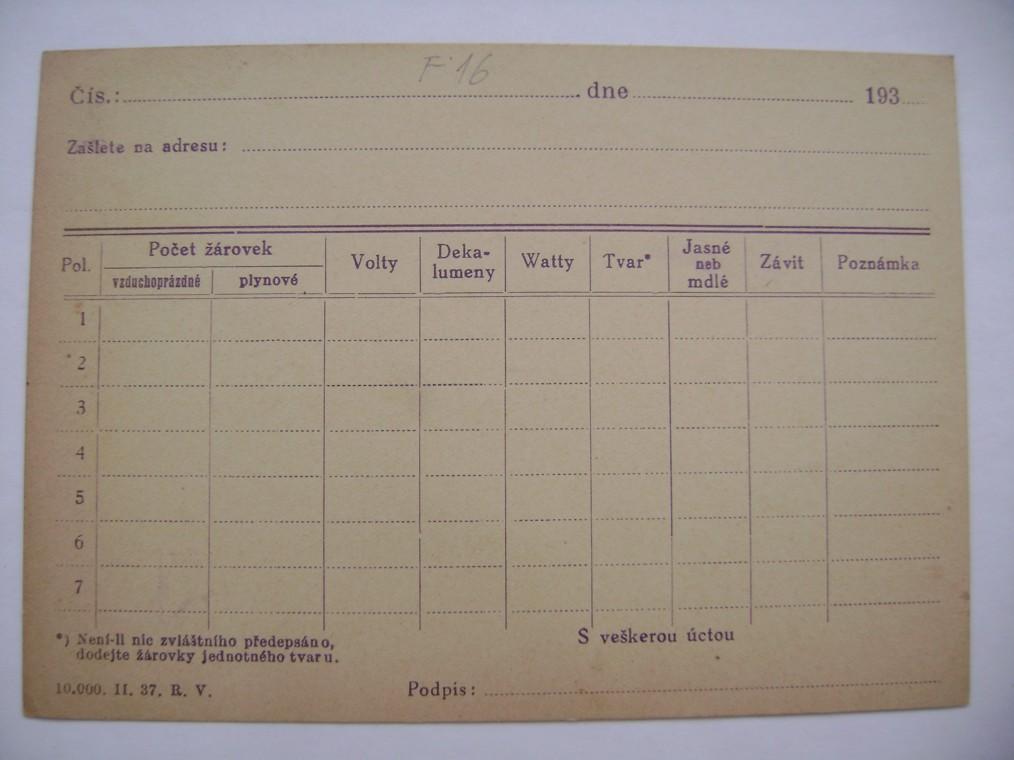 F 16
Čís.: dne 193
Zašlete na adresu:
Pol. Počet žárovek Volty Deka- Watty Tvar* Jasné Závit Poznámka
vzduchoprázdné plynové lumeny neb
mdlé
1
2
3
4
5
6
7
*) Není-li nic zvláštního předepsáno,
dodejte žárovky jednotného tvaru.
S veškerou úctou
10.000. II. 37. R. V.
Podpis: